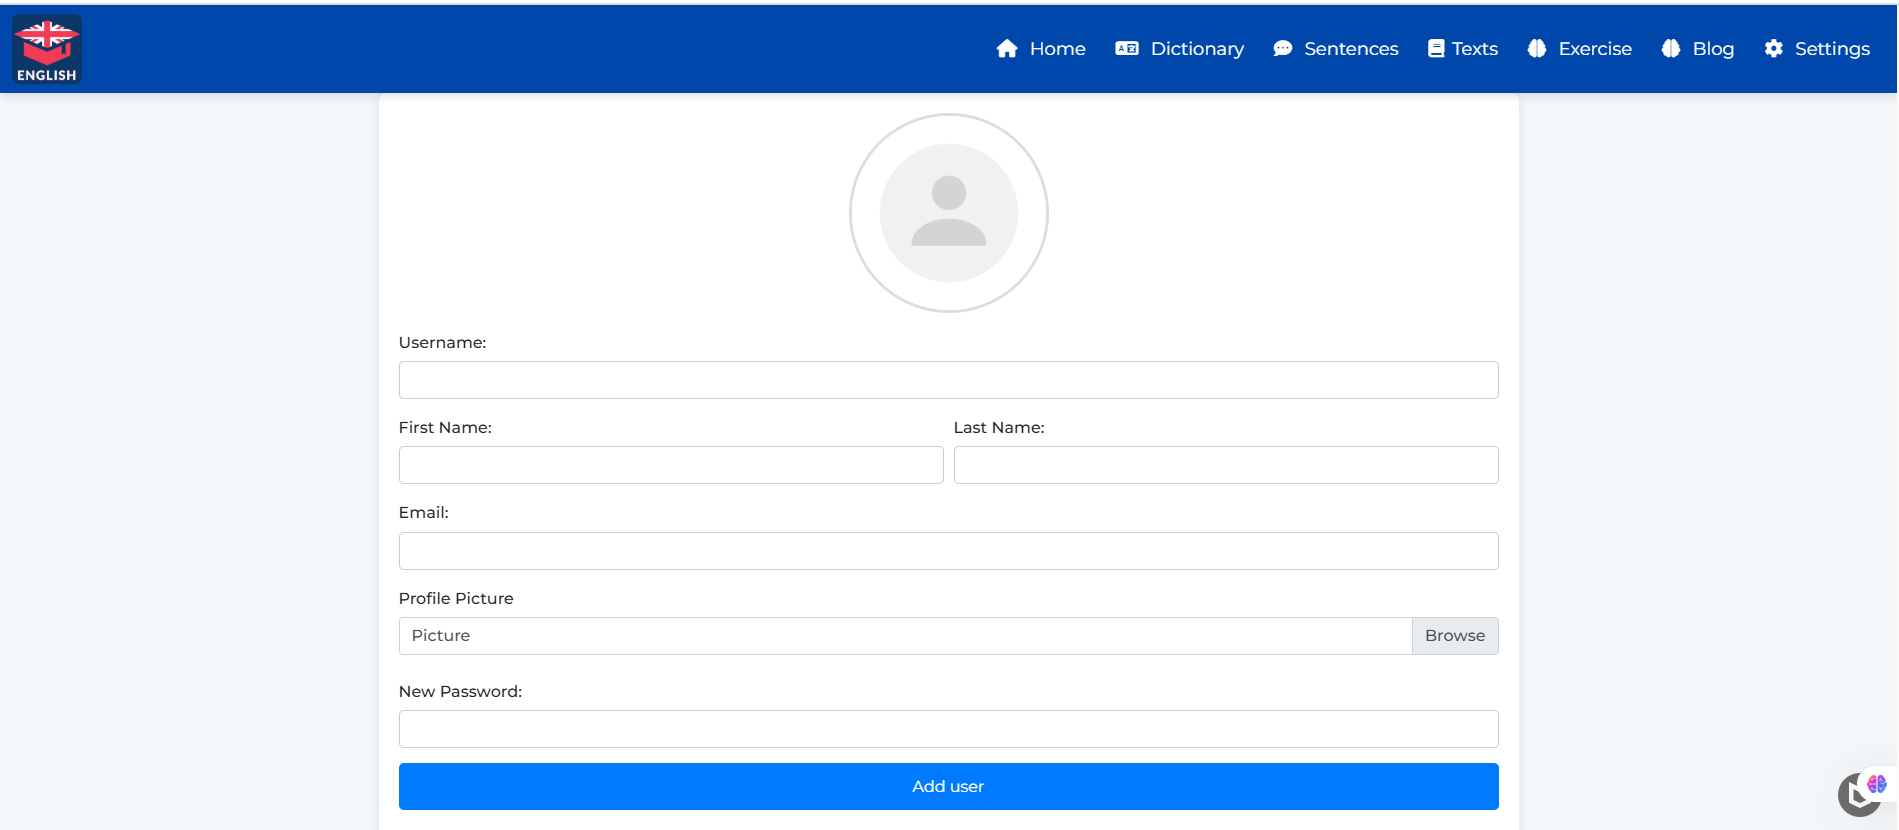 ENGLISH
Home Dictionary Sentences Texts Exercise Blog Settings
Username:
First Name: Last Name:
Email:
Profile Picture
Picture Browse
New Password:
Add user